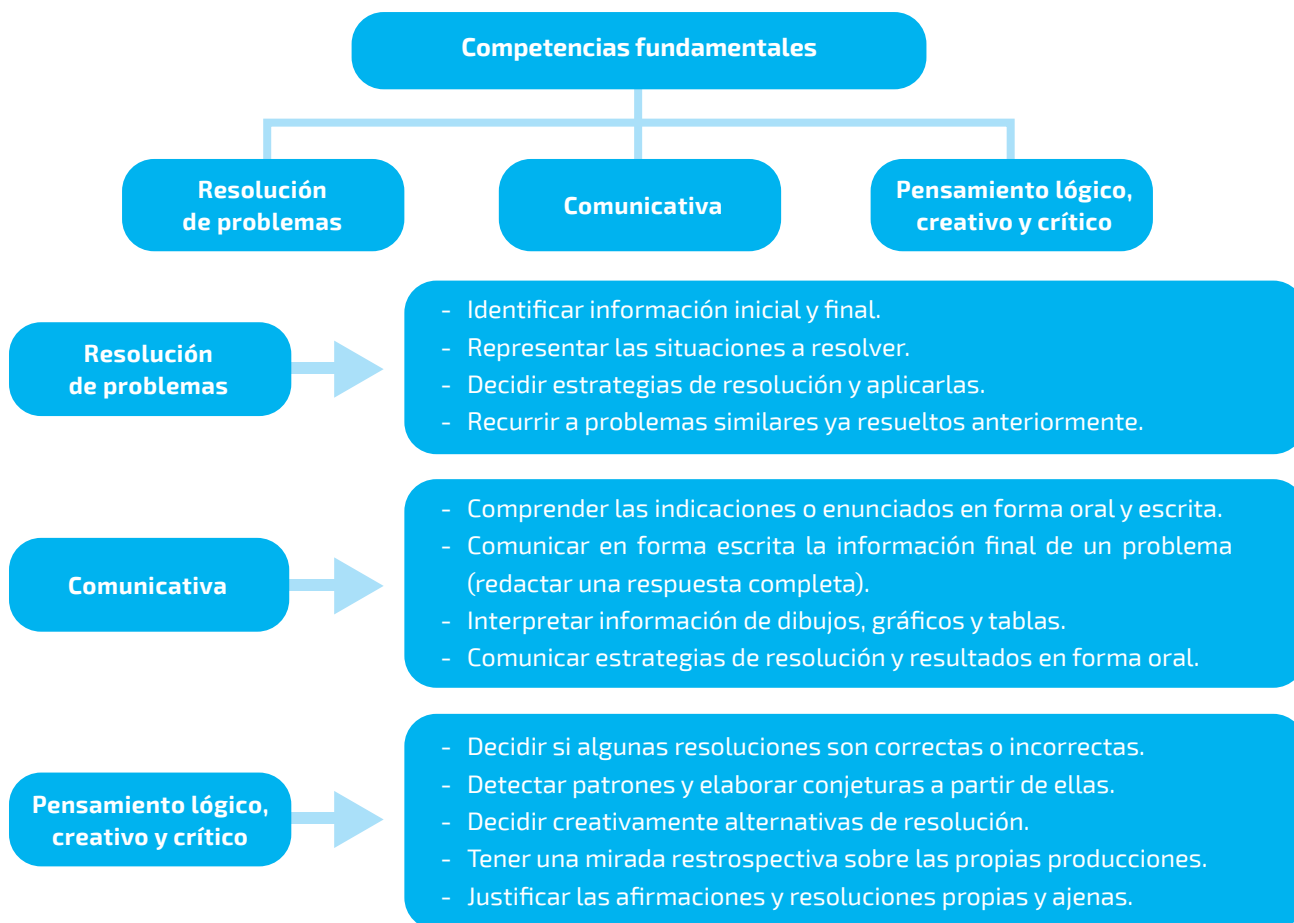 Competencias fundamentales
Resolución
de problemas
Comunicativa
Pensamiento lógico,
creativo y crítico
Resolución
de problemas
- Identificar información inicial y final.
- Representar las situaciones a resolver.
- Decidir estrategias de resolución y aplicarlas.
- Recurrir a problemas similares ya resueltos anteriormente.
Comunicativa
- Comprender las indicaciones o enunciados en forma oral y escrita.
- Comunicar en forma escrita la información final de un problema
(redactar una respuesta completa).
- Interpretar información de dibujos, gráficos y tablas.
- Comunicar estrategias de resolución y resultados en forma oral.
Pensamiento lógico,
creativo y crítico
- Decidir si algunas resoluciones son correctas o incorrectas.
- Detectar patrones y elaborar conjeturas a partir de ellas.
- Decidir creativamente alternativas de resolución.
- Tener una mirada restrospectiva sobre las propias producciones.
- Justificar las afirmaciones y resoluciones propias y ajenas.